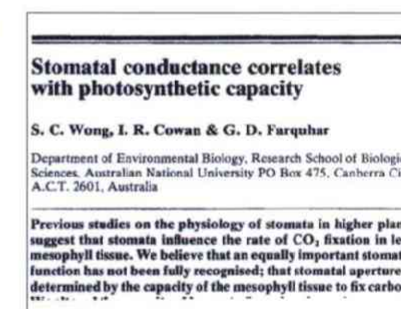 Stomatal conductance correlates
with photosynthetic capacity
S. C. Wong, I. R. Cowan & G. D. Farquhar
Department of Environmental Biology, Research School of Biologi
Sciences, Australian National University PO Box 475, Canberra Ci
A.C.T. 2601, Australia
Previous studies on the physiology of stomata in higher plan
suggest that stomata influence the rate of CO₂ fixation in le
mesophyll tissue. We believe that an equally important stomat
function has not been fully recognised; that stomatal aperture
determined by the capacity of the mesophyll tissue to fix carbo